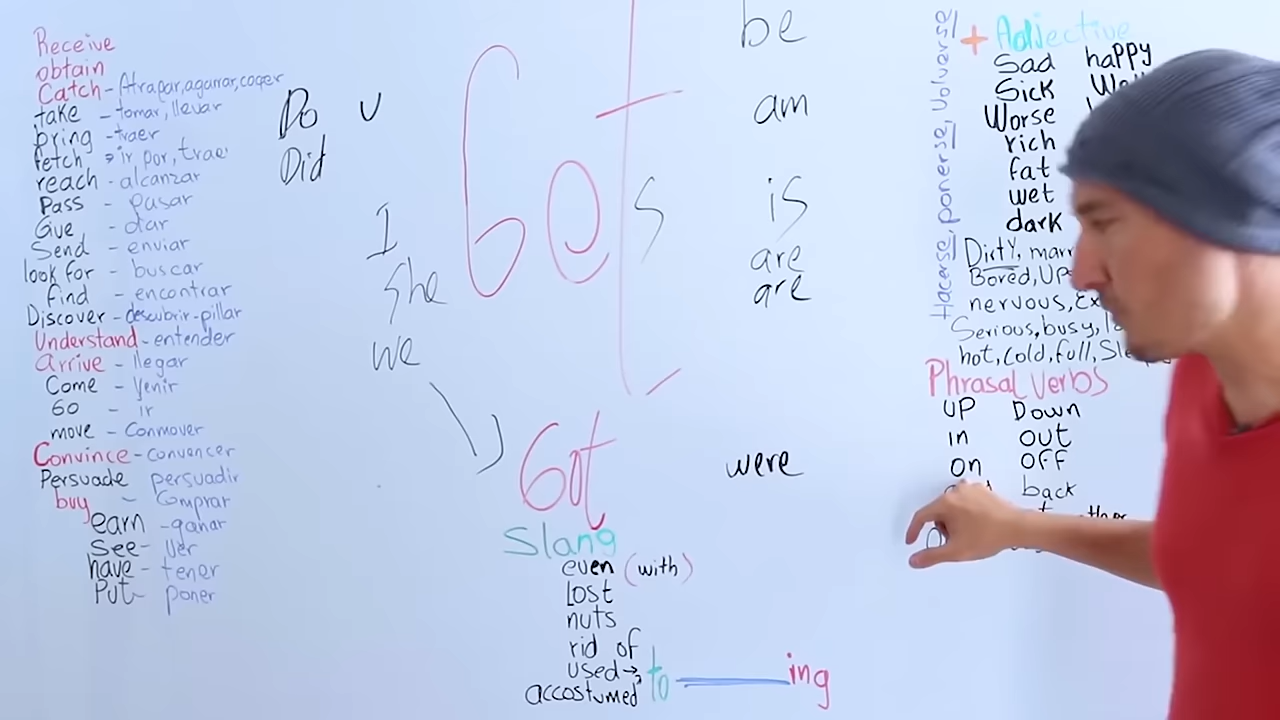 Receive
obtain
Catch - Atrapar, agarrar, coger
take - tomar, llevar
bring - traer
fetch ir por, traer
reach - alcanzar
Pass - pasar
Give - dar
Send - enviar
look for - buscar
find - encontrar
Discover - descubrir - pillar
Understand - entender
arrive - llegar
Come - venir
Go - ir
move - Conmover
Convince - convencer
Persuade persuadir
buy - Comprar
earn - ganar
see - ver
have - tener
Put - poner
Do U
Did
I
She
we
Get s
be
am
is
are
are
Got
were
Slang
even (with)
lost
nuts
rid of
used → to ing
accostumed
Hacerse, ponerse, Volverse
+ Adjective
Sad happy
Sick
Worse
rich
fat
wet
dark
Dirty,
Bored,
nervous,
Serious, busy,
hot, cold, full,
Phrasal Verbs
UP Down
in out
on OFF
back